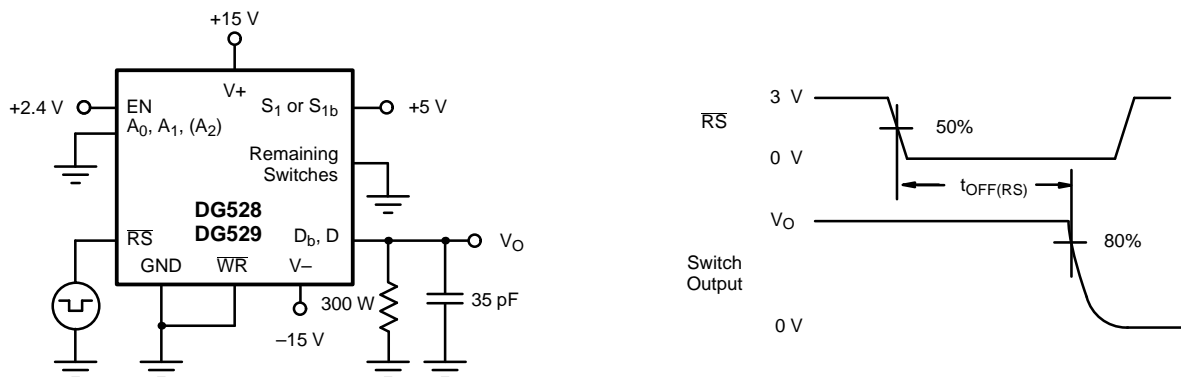 +15 V
V+
+2.4 V
EN
S1 or S1b
+5 V
A0, A1, (A2)
Remaining
Switches
DG528
DG529
RS
Db, D
VO
GND
WR
V–
300 W
35 pF
–15 V
3 V
RS
50%
0 V
tOFF(RS)
VO
80%
Switch
Output
0 V